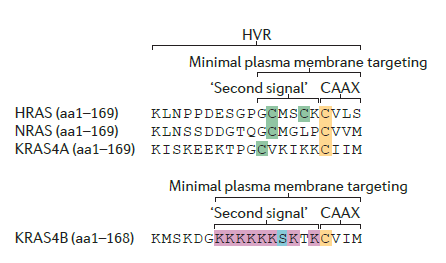 HVR
Minimal plasma membrane targeting
‘Second signal’ CAAX
HRAS (aa1–169) KLNPPDESGPGCMSCKCVLS
NRAS (aa1–169) KLNSSDDGTQGCMGLPCVVM
KRAS4A (aa1–169) KISKEEKTPGCVKIKKCIIM
Minimal plasma membrane targeting
‘Second signal’ CAAX
KRAS4B (aa1–168) KMSKDGKKKKKKSKTKCVIM